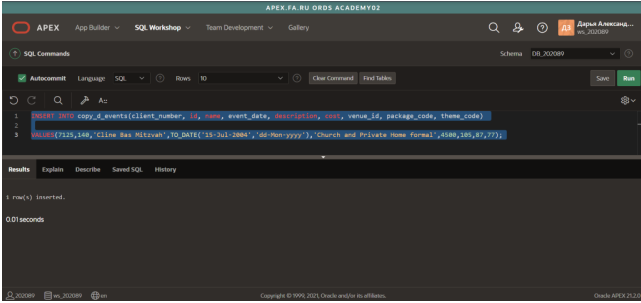 APEX.FA.RU ORDS ACADEMY02
APEX App Builder SQL Workshop Team Development Gallery ДЗ Дарья Александ... ws_202089
SQL Commands Schema DB_202089
Autocommit Language SQL Rows 10 Clear Command Find Tables Save Run
1 INSERT INTO copy_d_events(client_number, id, name, event_date, description, cost, venue_id, package_code, theme_code)
2
3 VALUES(7125,140,'Cline Bas Mitzvah',TO_DATE('15-Jul-2004','dd-Mon-yyyy'),'Church and Private Home formal',4500,105,87,77);
Results Explain Describe Saved SQL History
1 row(s) inserted.
0.01 seconds
202089 ws_202089 en Copyright © 1999, 2021, Oracle and/or its affiliates. Oracle APEX 21.2.0